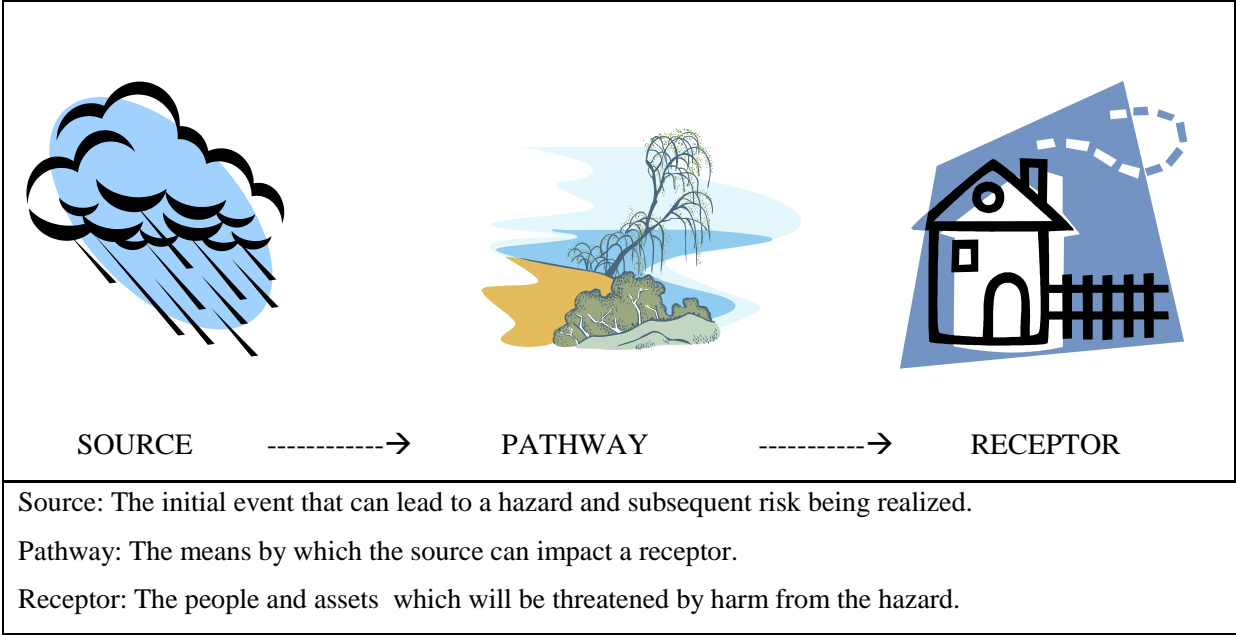 SOURCE ------------→ PATHWAY -----------→ RECEPTOR
Source: The initial event that can lead to a hazard and subsequent risk being realized.
Pathway: The means by which the source can impact a receptor.
Receptor: The people and assets which will be threatened by harm from the hazard.